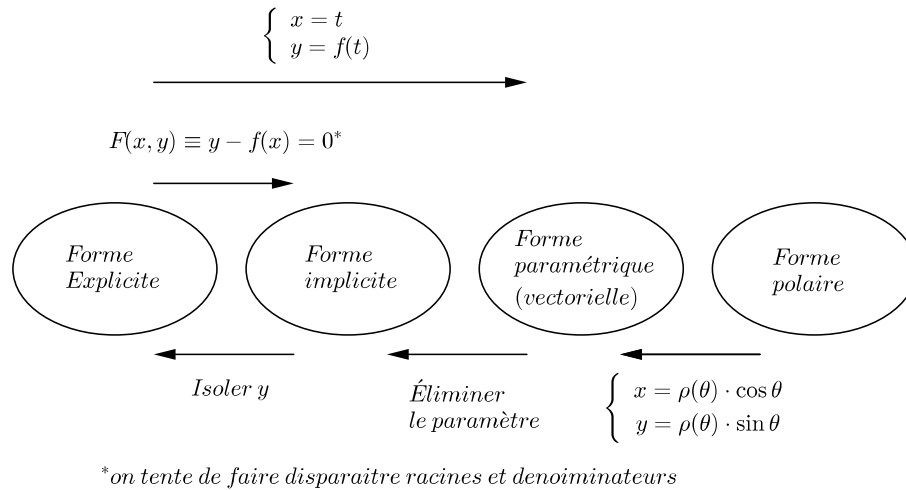 { x = t
y = f(t)
F(x, y) ≡ y − f(x) = 0*
Forme
Explicite
Forme
implicite
Forme
paramétrique
(vectorielle)
Forme
polaire
Isoler y
Éliminer
le paramètre
{ x = ρ(θ) · cos θ
y = ρ(θ) · sin θ
*on tente de faire disparaitre racines et denoiminateurs